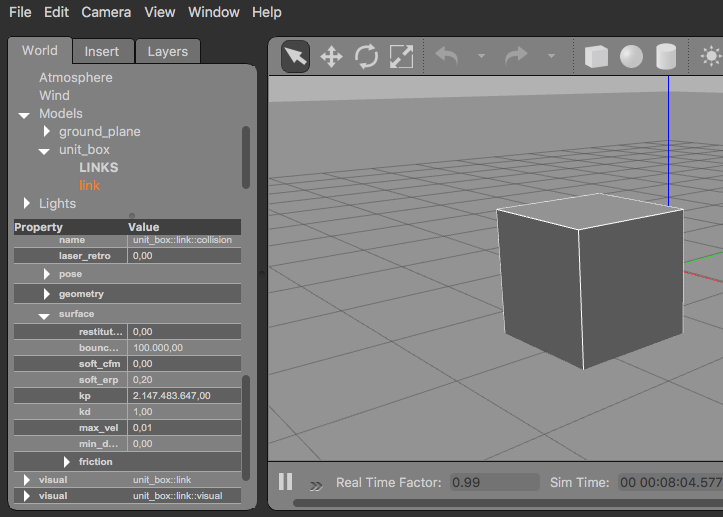 File Edit Camera View Window Help
World Insert Layers
Atmosphere
Wind
Models
ground_plane
unit_box
LINKS
link
Lights
Property Value
name unit_box::link::collision
laser_retro 0,00
pose
geometry
surface
restitut... 0,00
bounc... 100.000,00
soft_cfm 0,00
soft_erp 0,20
kp 2.147.483.647,00
kd 1,00
max_vel 0,01
min_d... 0,00
friction
visual unit_box::link
visual unit_box::link::visual
Real Time Factor: 0.99 Sim Time: 00 00:08:04.577